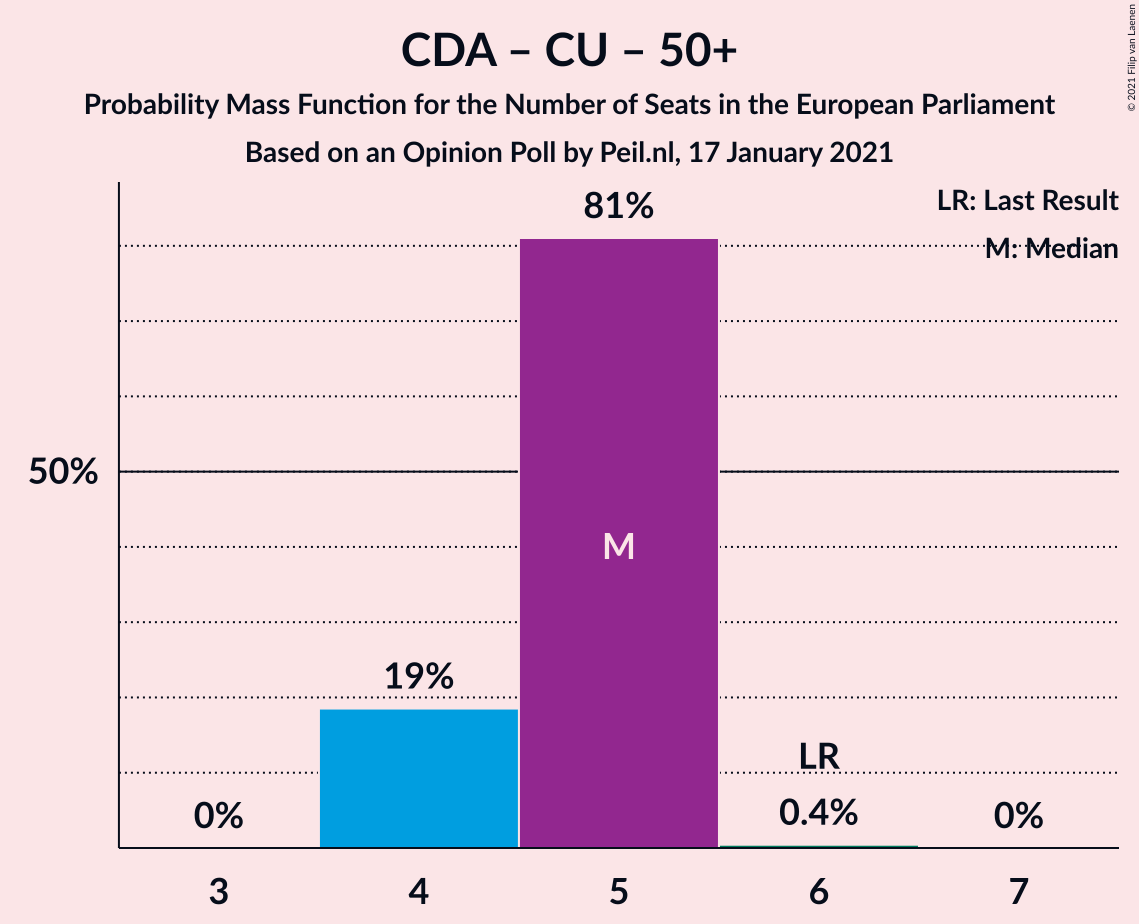 CDA – CU – 50+
Probability Mass Function for the Number of Seats in the European Parliament
Based on an Opinion Poll by Peil.nl, 17 January 2021
© 2021 Filip van Laenen
LR: Last Result
M: Median
81%
50%
M
19%
LR
0%
0.4%
0%
3 4 5 6 7